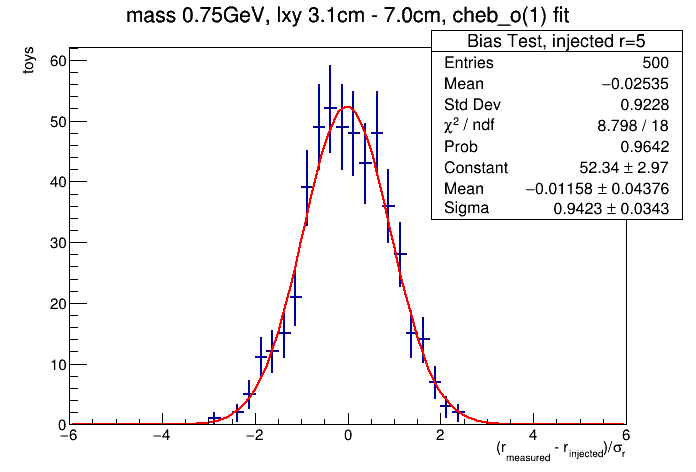 mass 0.75GeV, lxy 3.1cm - 7.0cm, cheb_o(1) fit
Bias Test, injected r=5
Entries 500
Mean −0.02535
Std Dev 0.9228
χ² / ndf 8.798 / 18
Prob 0.9642
Constant 52.34 ± 2.97
Mean −0.01158 ± 0.04376
Sigma 0.9423 ± 0.0343
toys
60
50
40
30
20
10
0
−6 −4 −2 0 2 4 6
(r_measured - r_injected)/σ_r